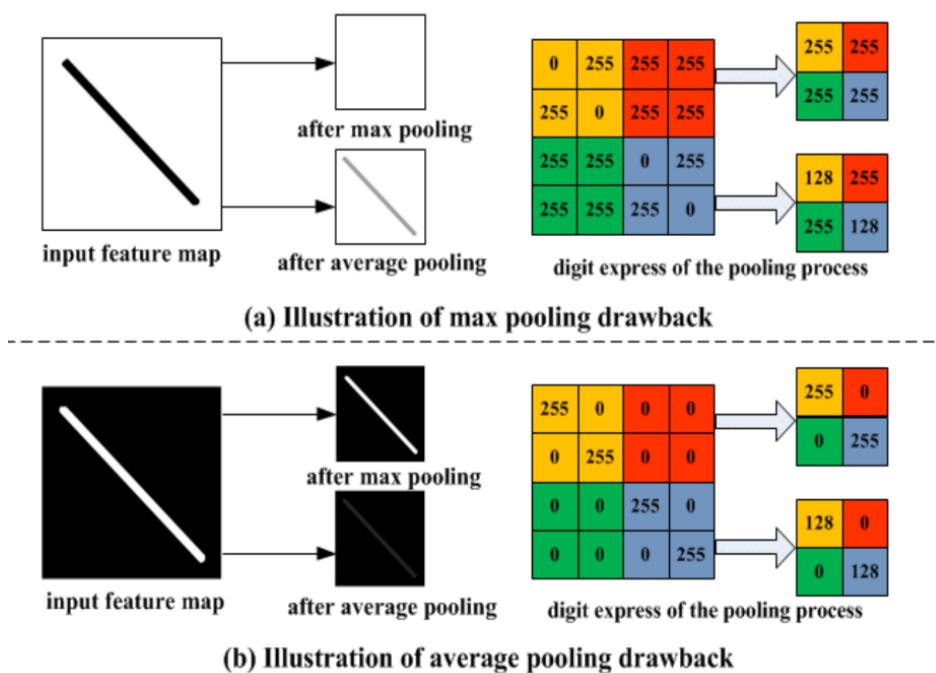 after max pooling
after average pooling
input feature map
0 255 255 255
255 0 255 255
255 255 0 255
255 255 255 0
255 255
255 255
128 255
255 128
digit express of the pooling process
(a) Illustration of max pooling drawback
after max pooling
after average pooling
input feature map
255 0 0 0
0 255 0 0
0 0 255 0
0 0 0 255
255 0
0 255
128 0
0 128
digit express of the pooling process
(b) Illustration of average pooling drawback